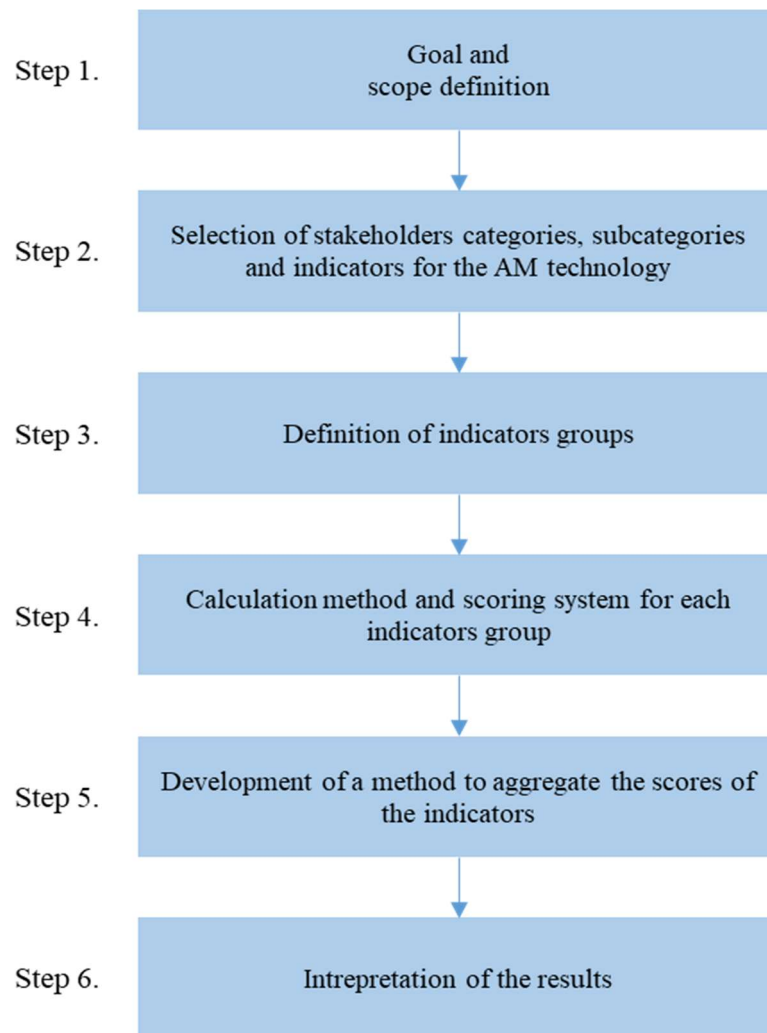 Step 1.
Goal and
scope definition
Step 2.
Selection of stakeholders categories, subcategories
and indicators for the AM technology
Step 3.
Definition of indicators groups
Step 4.
Calculation method and scoring system for each
indicators group
Step 5.
Development of a method to aggregate the scores of
the indicators
Step 6.
Intrepretation of the results